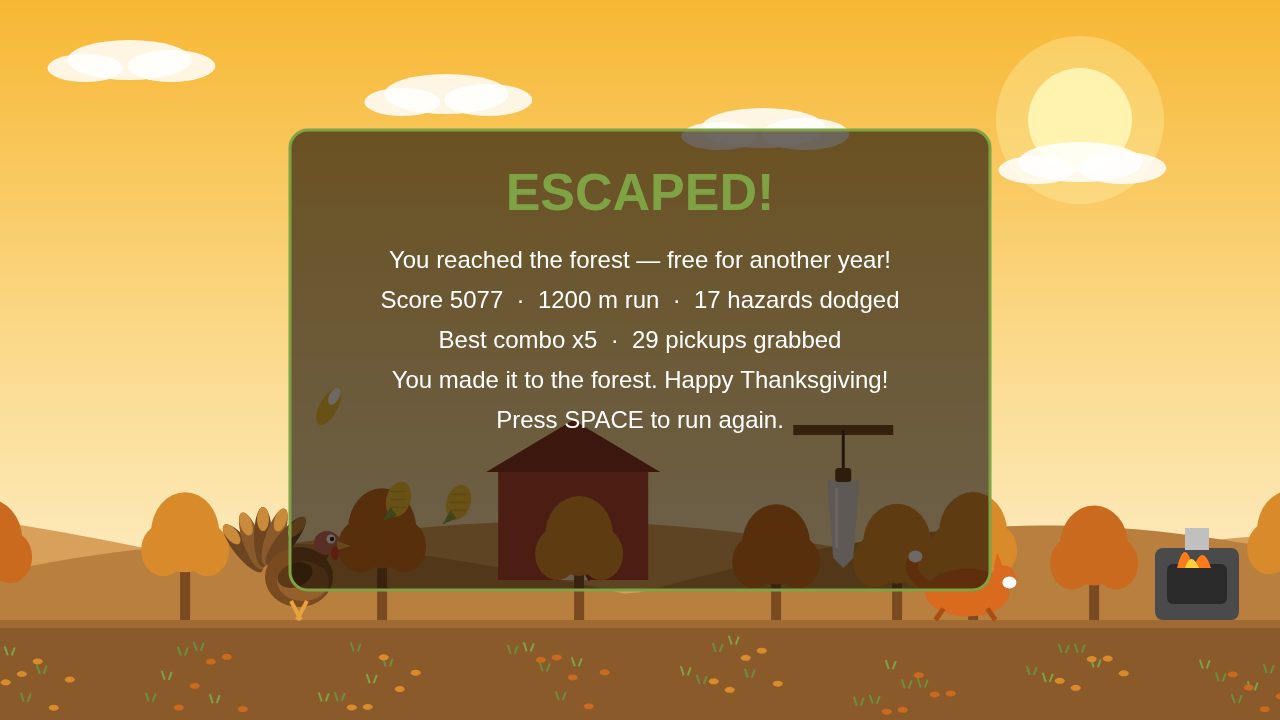 ESCAPED!
You reached the forest — free for another year!
Score 5077 · 1200 m run · 17 hazards dodged
Best combo x5 · 29 pickups grabbed
You made it to the forest. Happy Thanksgiving!
Press SPACE to run again.